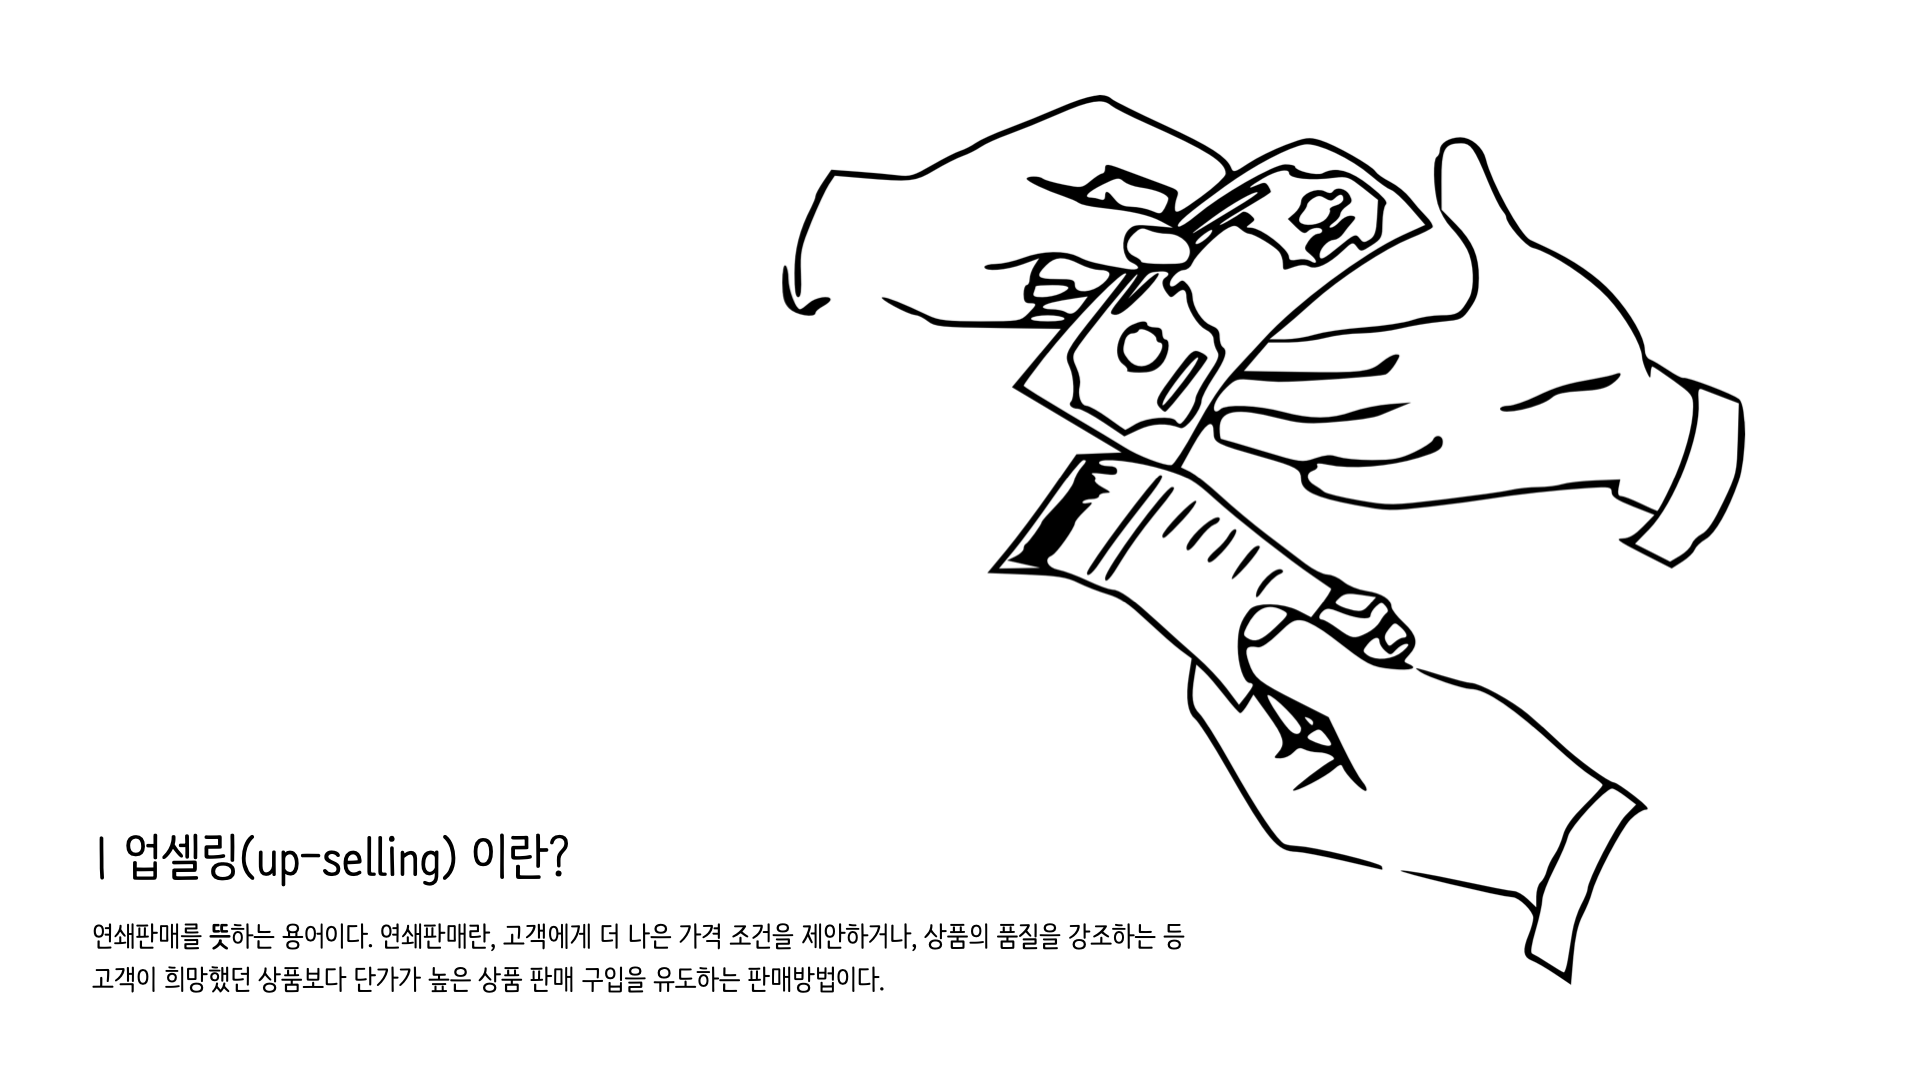 | 업셀링(up-selling) 이란?
연쇄판매를 뜻하는 용어이다. 연쇄판매란, 고객에게 더 나은 가격 조건을 제안하거나, 상품의 품질을 강조하는 등
고객이 희망했던 상품보다 단가가 높은 상품 판매 구입을 유도하는 판매방법이다.